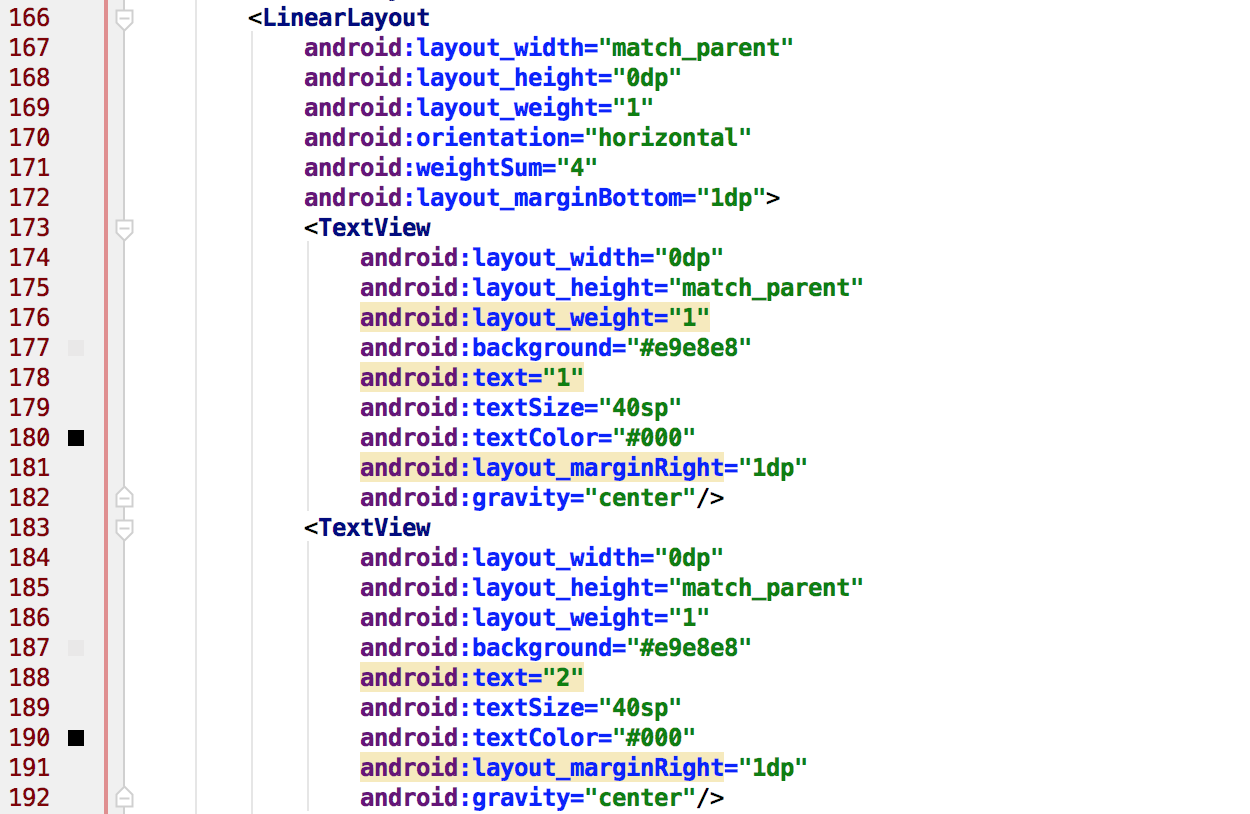 166 <LinearLayout
167 android:layout_width="match_parent"
168 android:layout_height="0dp"
169 android:layout_weight="1"
170 android:orientation="horizontal"
171 android:weightSum="4"
172 android:layout_marginBottom="1dp">
173 <TextView
174 android:layout_width="0dp"
175 android:layout_height="match_parent"
176 android:layout_weight="1"
177 android:background="#e9e8e8"
178 android:text="1"
179 android:textSize="40sp"
180 android:textColor="#000"
181 android:layout_marginRight="1dp"
182 android:gravity="center"/>
183 <TextView
184 android:layout_width="0dp"
185 android:layout_height="match_parent"
186 android:layout_weight="1"
187 android:background="#e9e8e8"
188 android:text="2"
189 android:textSize="40sp"
190 android:textColor="#000"
191 android:layout_marginRight="1dp"
192 android:gravity="center"/>